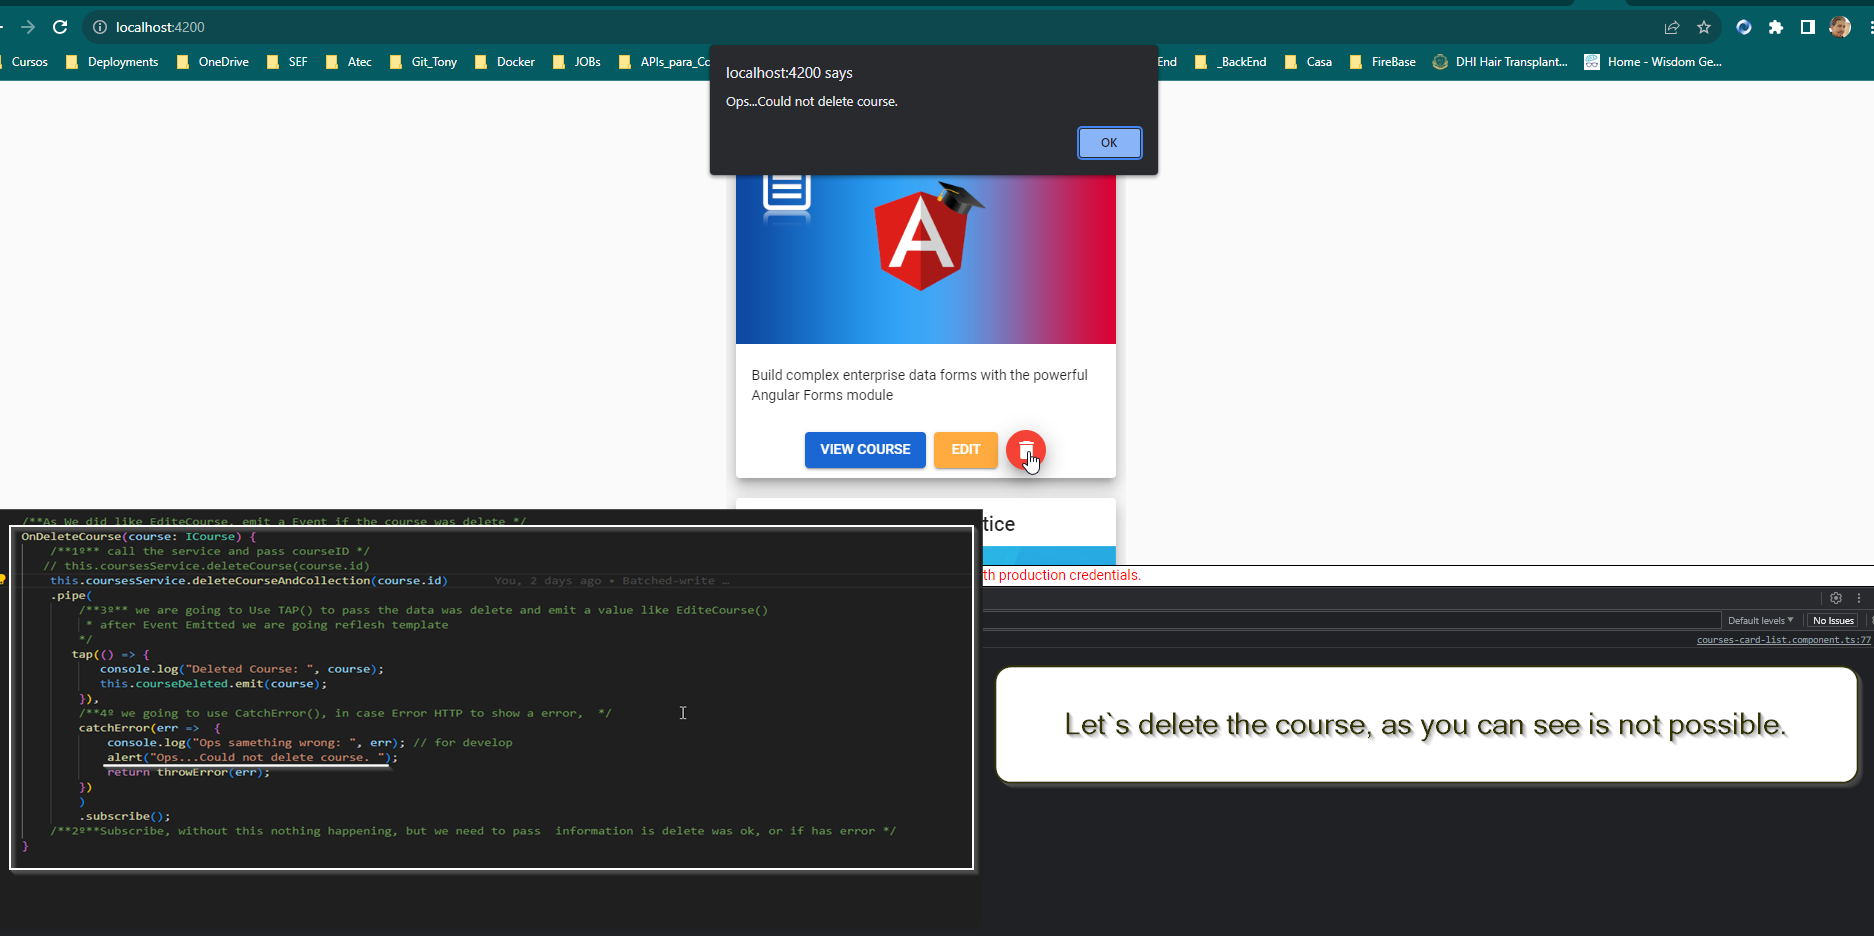 localhost:4200
Cursos
Deployments
OneDrive
SEF
Atec
Git_Tony
Docker
JOBs
APIs_para_Co
End
_BackEnd
Casa
FireBase
DHI Hair Transplant...
Home - Wisdom Ge...
localhost:4200 says
Ops...Could not delete course.
OK
Build complex enterprise data forms with the powerful
Angular Forms module
VIEW COURSE
EDIT
tice
th production credentials.
Default levels
No Issues
courses-card-list.component.ts:77
/**As We did like EditeCourse, emit a Event if the course was delete */
OnDeleteCourse(course: ICourse) {
/**1º** call the service and pass courseID */
// this.coursesService.deleteCourse(course.id)
this.coursesService.deleteCourseAndCollection(course.id) You, 2 days ago • Batched-write …
.pipe(
/**3º** we are going to Use TAP() to pass the data was delete and emit a value like EditeCourse()
* after Event Emitted we are going reflesh template
*/
tap(() => {
console.log("Deleted Course: ", course);
this.courseDeleted.emit(course);
}),
/**4º we going to use CatchError(), in case Error HTTP to show a error, */
catchError(err => {
console.log("Ops samething wrong: ", err); // for develop
alert("Ops...Could not delete course. ");
return throwError(err);
})
)
.subscribe();
/**2º**Subscribe, without this nothing happening, but we need to pass information is delete was ok, or if has error */
}
Let`s delete the course, as you can see is not possible.